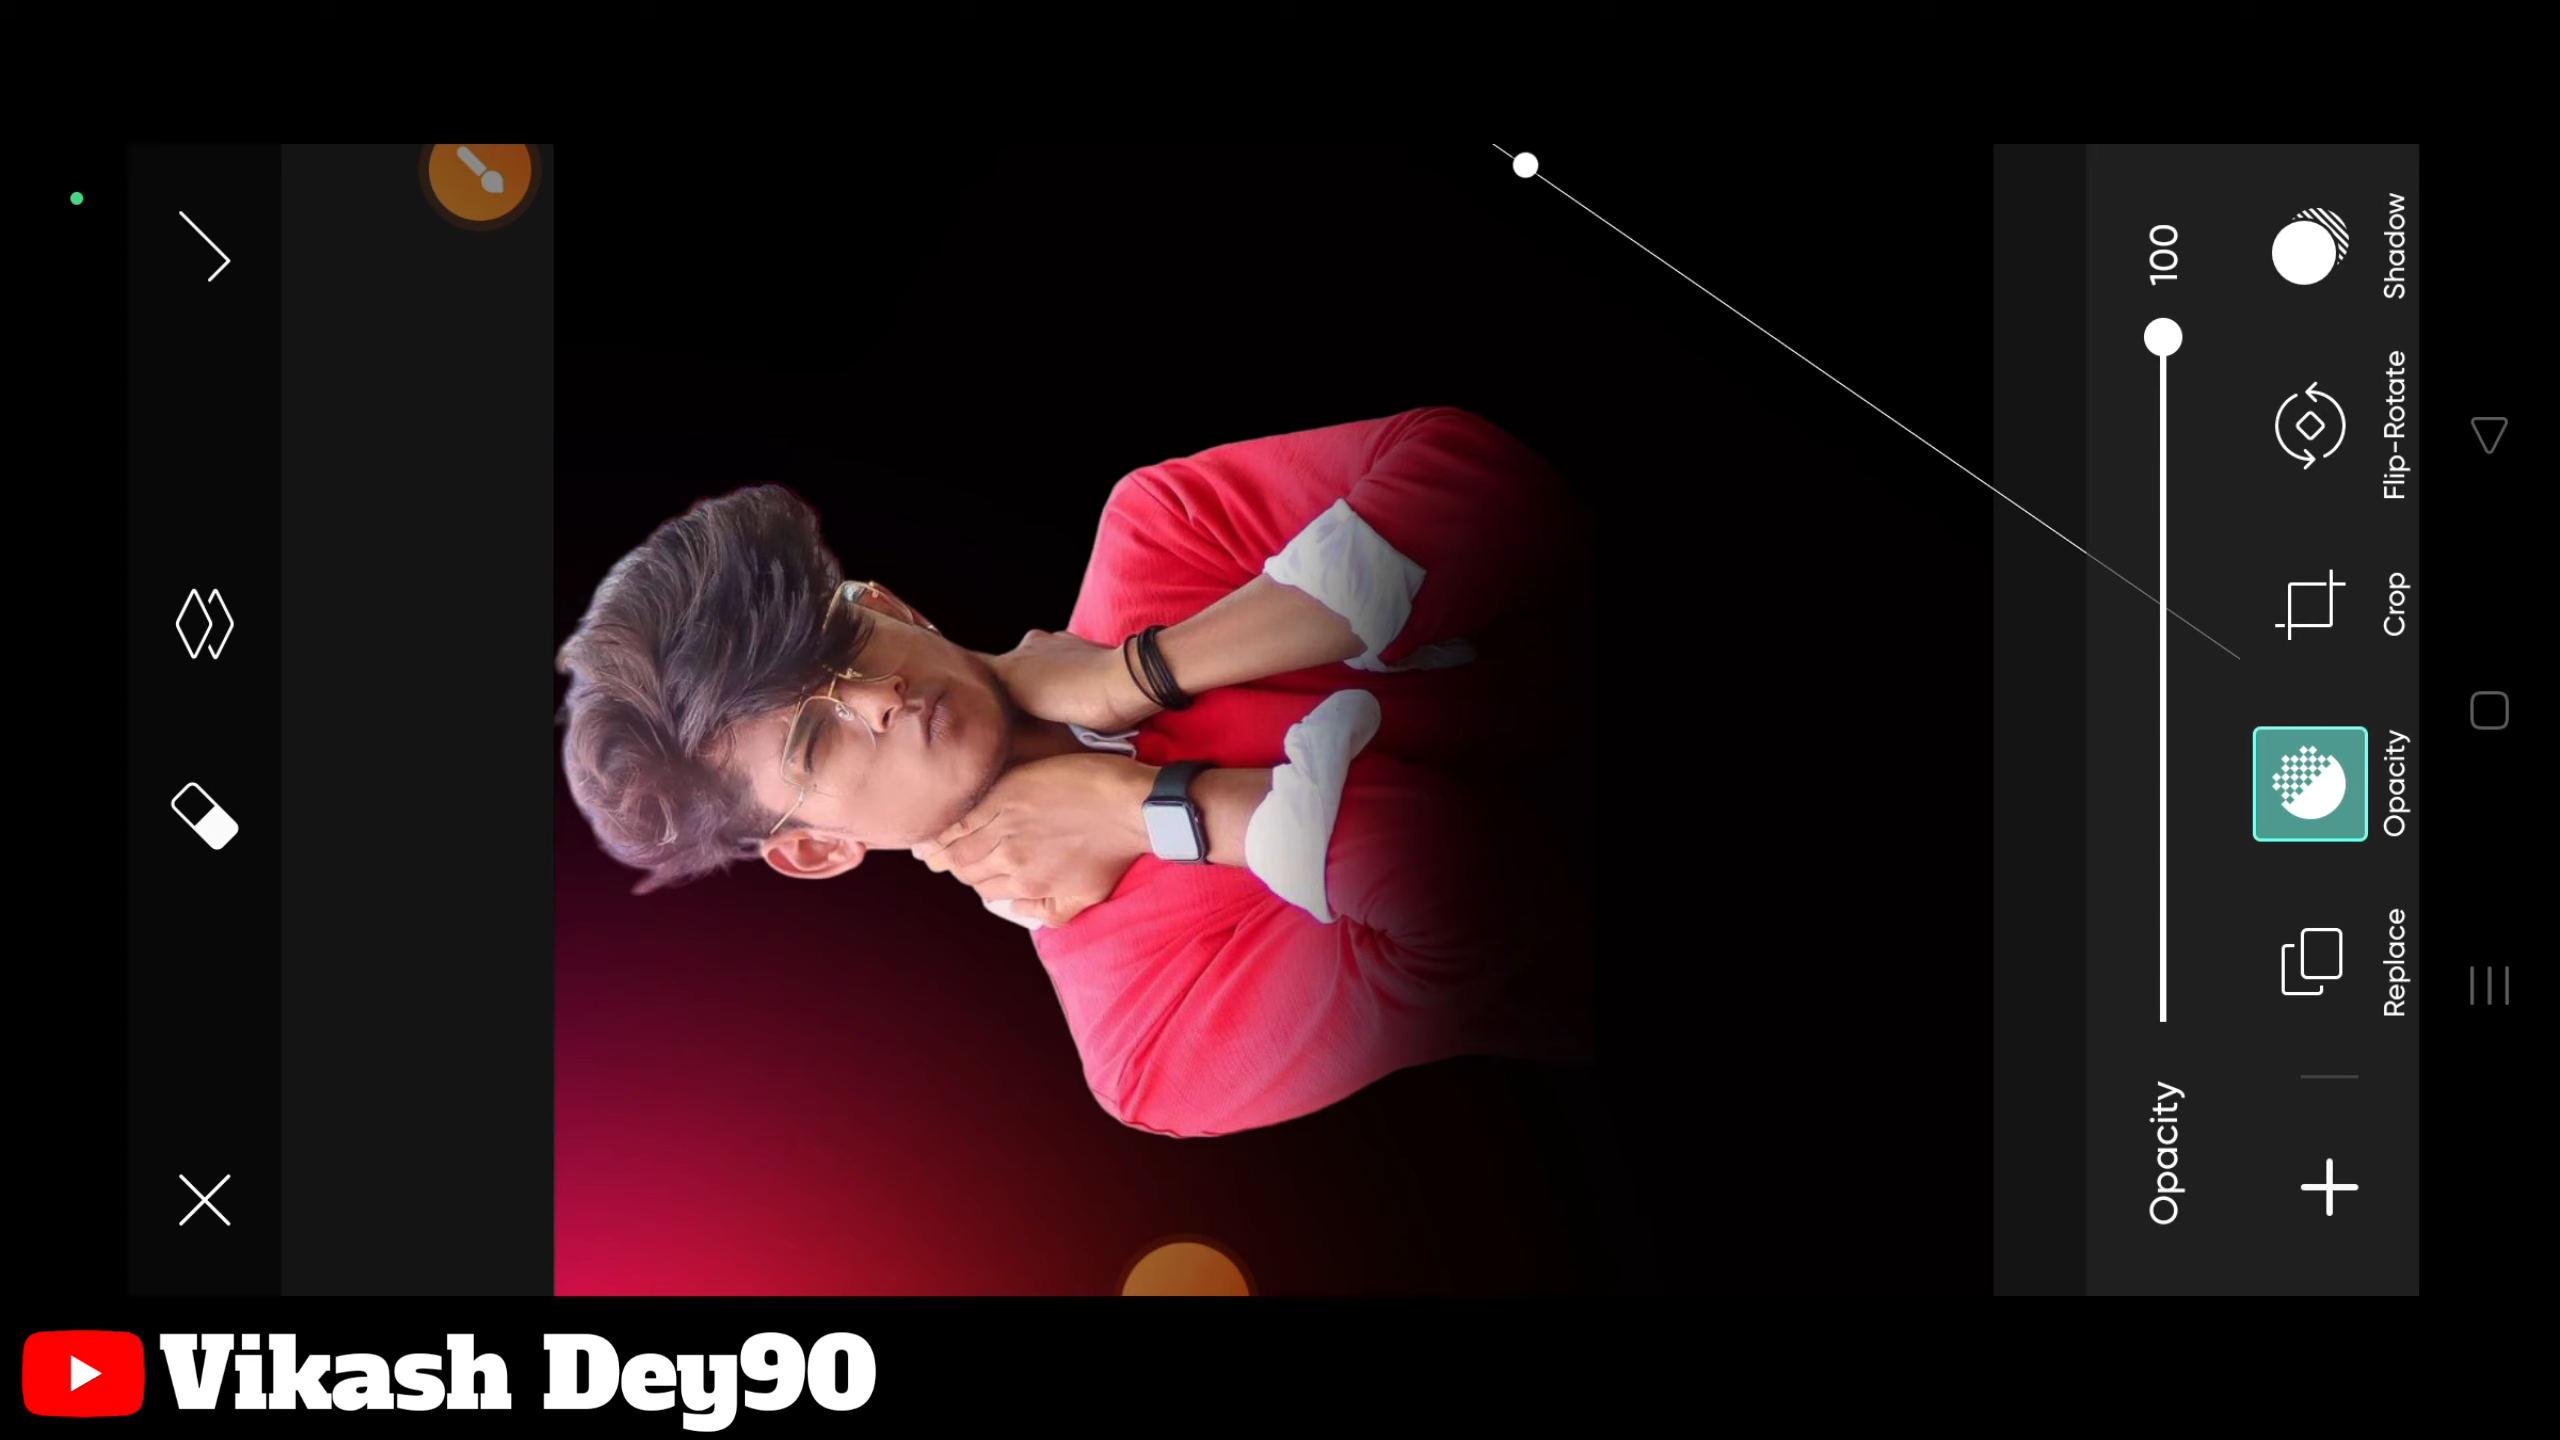 Opacity 100
Replace
Opacity
Crop
Flip-Rotate
Shadow
Vikash Dey90